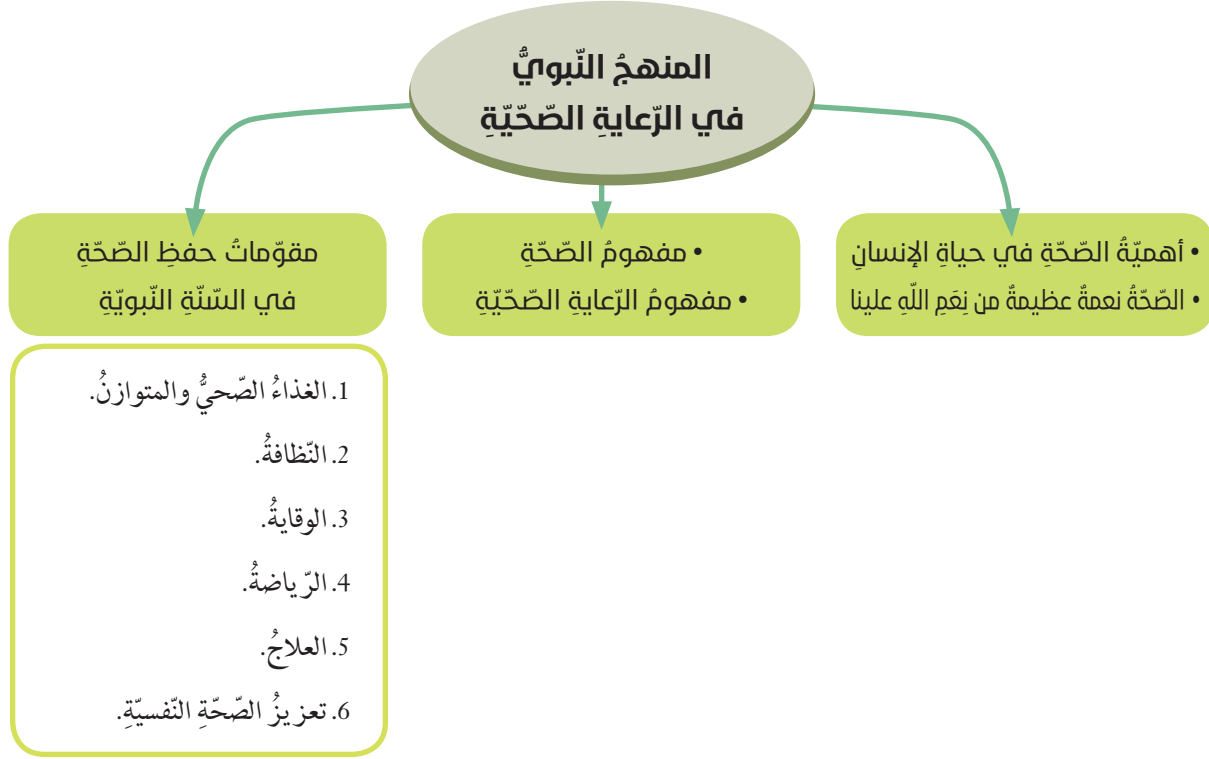 المنهجُ النّبويُّ
في الرّعايةِ الصّحّيّةِ
• أهميّةُ الصّحّةِ في حياةِ الإنسانِ
• الصّحّةُ نعمةٌ عظيمةٌ من نِعَمِ اللّهِ علينا
• مفهومُ الصّحّةِ
• مفهومُ الرّعايةِ الصّحّيّةِ
مقوّماتُ حفظِ الصّحّةِ
في السّنّةِ النّبويّةِ
1. الغذاءُ الصّحيُّ والمتوازنُ.
2. النّظافةُ.
3. الوقايةُ.
4. الرّياضةُ.
5. العلاجُ.
6. تعزيزُ الصّحّةِ النّفسيّةِ.